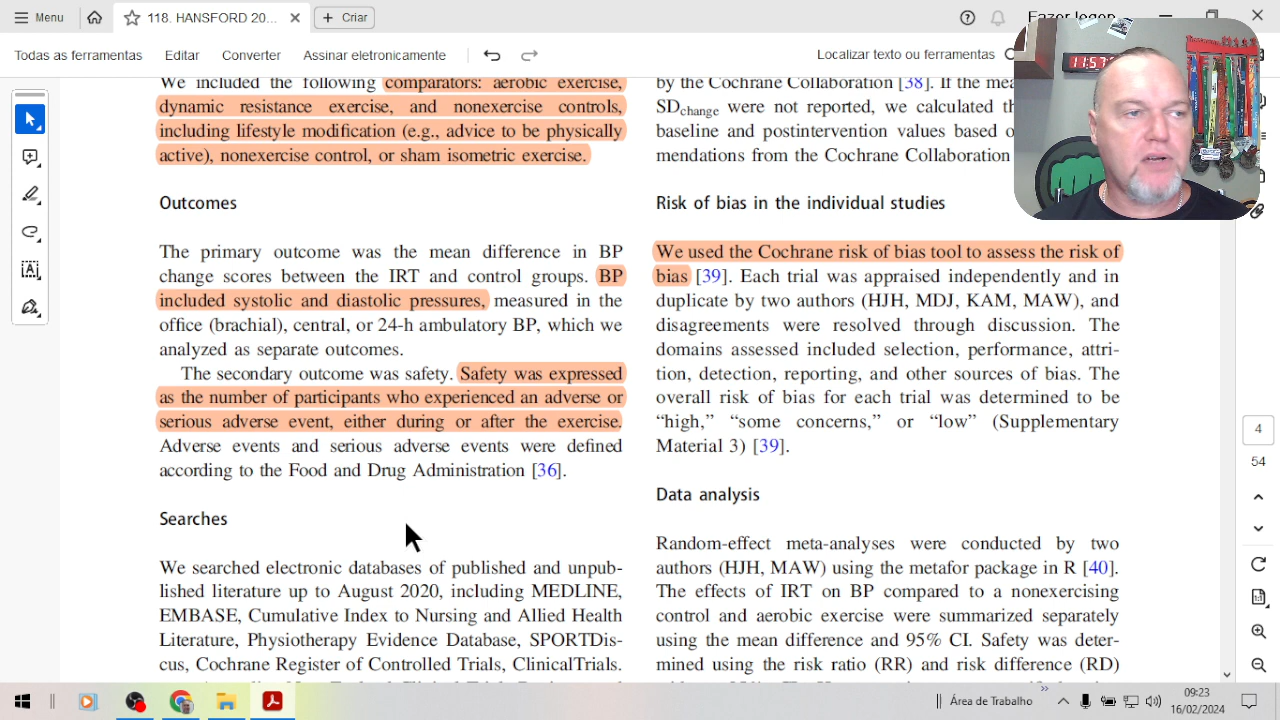 Menu
118. HANSFORD 20...
Criar
Todas as ferramentas
Editar
Converter
Assinar eletronicamente
Localizar texto ou ferramentas
11:57
We included the following comparators: aerobic exercise,
dynamic resistance exercise, and nonexercise controls,
including lifestyle modification (e.g., advice to be physically
active), nonexercise control, or sham isometric exercise.
Outcomes
The primary outcome was the mean difference in BP
change scores between the IRT and control groups. BP
included systolic and diastolic pressures, measured in the
office (brachial), central, or 24-h ambulatory BP, which we
analyzed as separate outcomes.
The secondary outcome was safety. Safety was expressed
as the number of participants who experienced an adverse or
serious adverse event, either during or after the exercise.
Adverse events and serious adverse events were defined
according to the Food and Drug Administration [36].
Searches
We searched electronic databases of published and unpub-
lished literature up to August 2020, including MEDLINE,
EMBASE, Cumulative Index to Nursing and Allied Health
Literature, Physiotherapy Evidence Database, SPORTDis-
cus, Cochrane Register of Controlled Trials, ClinicalTrials.
by the Cochrane Collaboration [38]. If the
SDchange were not reported, we calculated
baseline and postintervention values based
mendations from the Cochrane Collaboration
Risk of bias in the individual studies
We used the Cochrane risk of bias tool to assess the risk of
bias [39]. Each trial was appraised independently and in
duplicate by two authors (HJH, MDJ, KAM, MAW), and
disagreements were resolved through discussion. The
domains assessed included selection, performance, attri-
tion, detection, reporting, and other sources of bias. The
overall risk of bias for each trial was determined to be
“high,” “some concerns,” or “low” (Supplementary
Material 3) [39].
Data analysis
Random-effect meta-analyses were conducted by two
authors (HJH, MAW) using the metafor package in R [40].
The effects of IRT on BP compared to a nonexercising
control and aerobic exercise were summarized separately
using the mean difference and 95% CI. Safety was deter-
mined using the risk ratio (RR) and risk difference (RD)
4
54
Área de Trabalho
09:23
16/02/2024